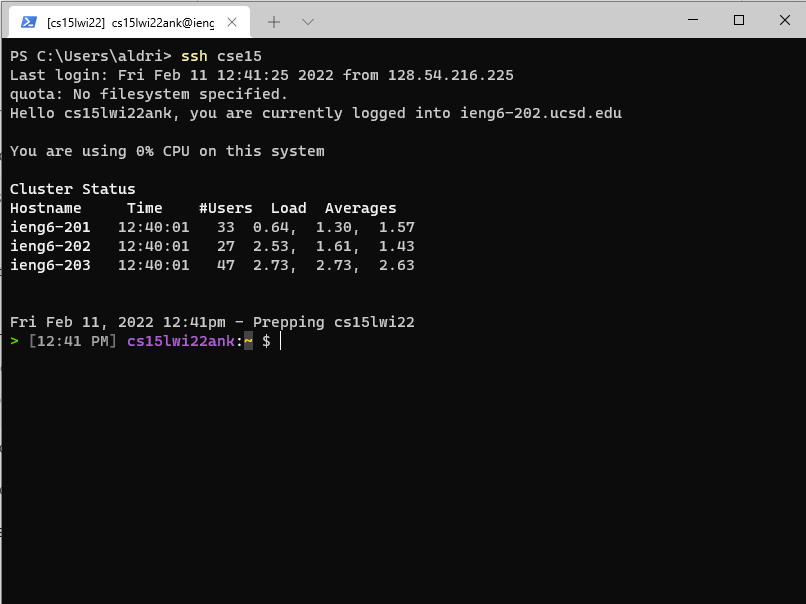 [cs15lwi22] cs15lwi22ank@ieng
PS C:\Users\aldri> ssh cse15
Last login: Fri Feb 11 12:41:25 2022 from 128.54.216.225
quota: No filesystem specified.
Hello cs15lwi22ank, you are currently logged into ieng6-202.ucsd.edu
You are using 0% CPU on this system
Cluster Status
Hostname     Time    #Users  Load  Averages
ieng6-201   12:40:01   33  0.64,  1.30,  1.57
ieng6-202   12:40:01   27  2.53,  1.61,  1.43
ieng6-203   12:40:01   47  2.73,  2.73,  2.63
Fri Feb 11, 2022 12:41pm - Prepping cs15lwi22
> [12:41 PM] cs15lwi22ank:~ $